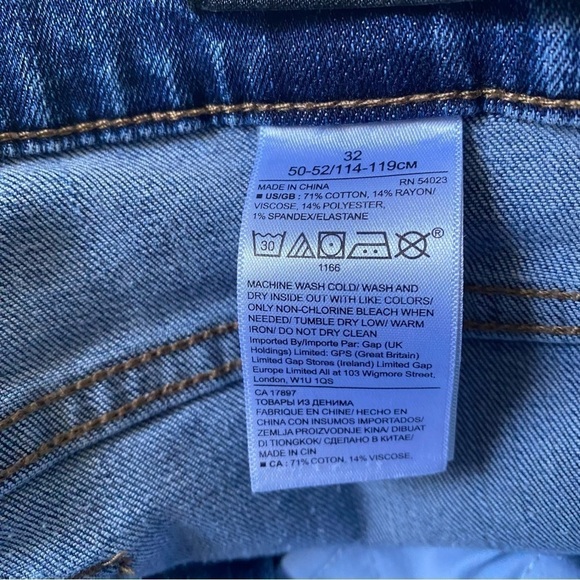 32
50-52/114-119CM
MADE IN CHINA RN 54023
■ US/GB : 71% COTTON, 14% RAYON/
VISCOSE, 14% POLYESTER,
1% SPANDEX/ELASTANE
30 ®
1166
MACHINE WASH COLD/ WASH AND
DRY INSIDE OUT WITH LIKE COLORS/
ONLY NON-CHLORINE BLEACH WHEN
NEEDED/ TUMBLE DRY LOW/ WARM
IRON/ DO NOT DRY CLEAN
Imported By/Importe Par: Gap (UK
Holdings) Limited: GPS (Great Britain)
Limited Gap Stores (Ireland) Limited Gap
Europe Limited All at 103 Wigmore Street,
London, W1U 1QS
CA 17897
ТОВАРЫ ИЗ ДЕНИМА
FABRIQUE EN CHINE/ HECHO EN
CHINA CON INSUMOS IMPORTADOS/
ZEMLJA PROIZVODNJE KINA/ DIBUAT
DI TIONGKOK/ СДЕЛАНО В КИТАЕ/
MADE IN CIN
■ CA : 71% COTTON, 14% VISCOSE,